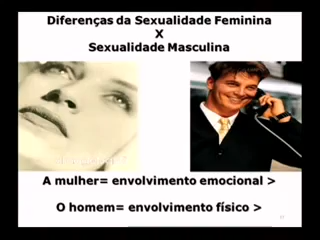 Diferenças da Sexualidade Feminina
X
Sexualidade Masculina
A mulher= envolvimento emocional >
O homem= envolvimento físico >